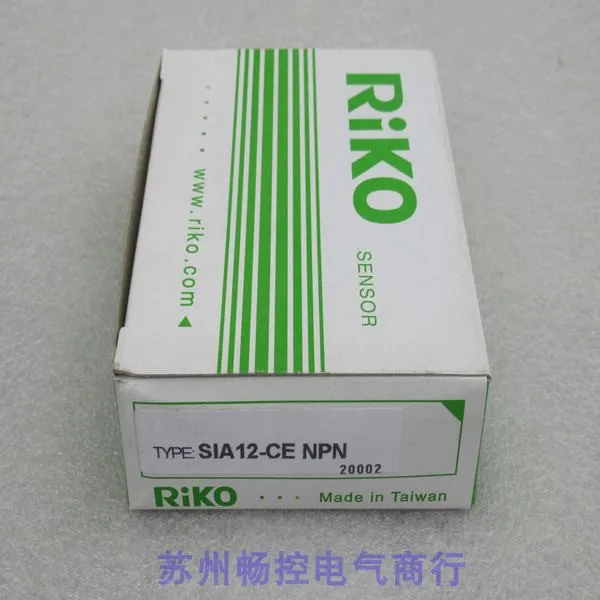 RiKO
SENSOR
www.riko.com
TYPE: SIA12-CE NPN
20002
RiKO ... Made in Taiwan
苏州畅控电气商行